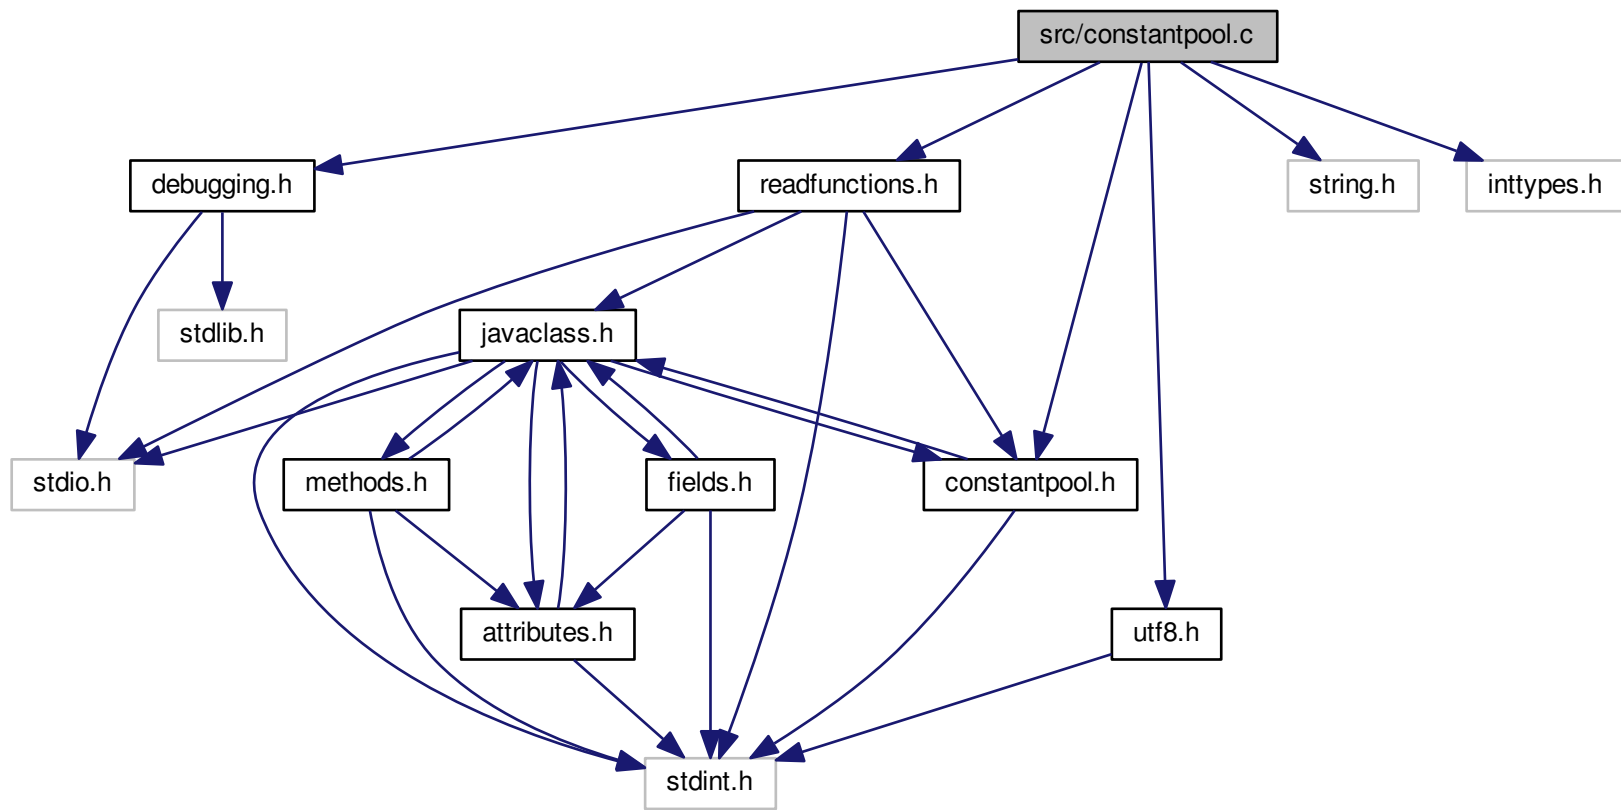 src/constantpool.c
debugging.h
readfunctions.h
string.h
inttypes.h
stdlib.h
javaclass.h
stdio.h
methods.h
fields.h
constantpool.h
attributes.h
utf8.h
stdint.h